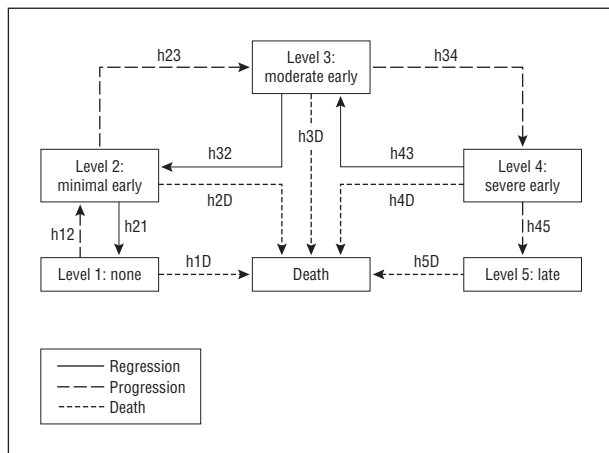 Level 3:
moderate early
h23
h34
h3D
h32
h43
Level 2:
minimal early
Level 4:
severe early
h2D
h4D
h12
h21
h45
Level 1: none
h1D
Death
h5D
Level 5: late
Regression
Progression
Death